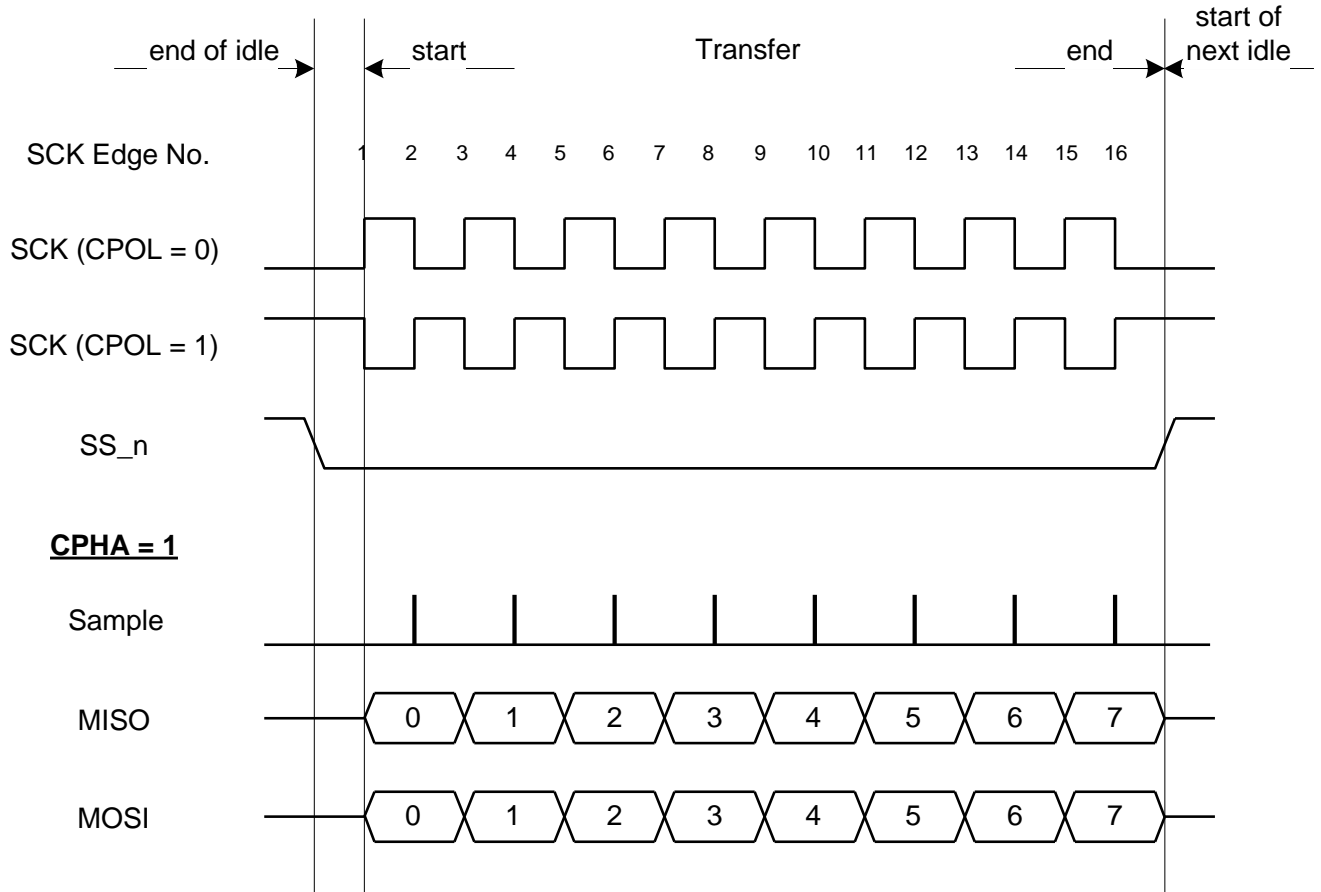 end of idle
start
Transfer
end
start of
next idle
SCK Edge No.
1 2 3 4 5 6 7 8 9 10 11 12 13 14 15 16
SCK (CPOL = 0)
SCK (CPOL = 1)
SS_n
CPHA = 1
Sample
MISO
0 1 2 3 4 5 6 7
MOSI
0 1 2 3 4 5 6 7